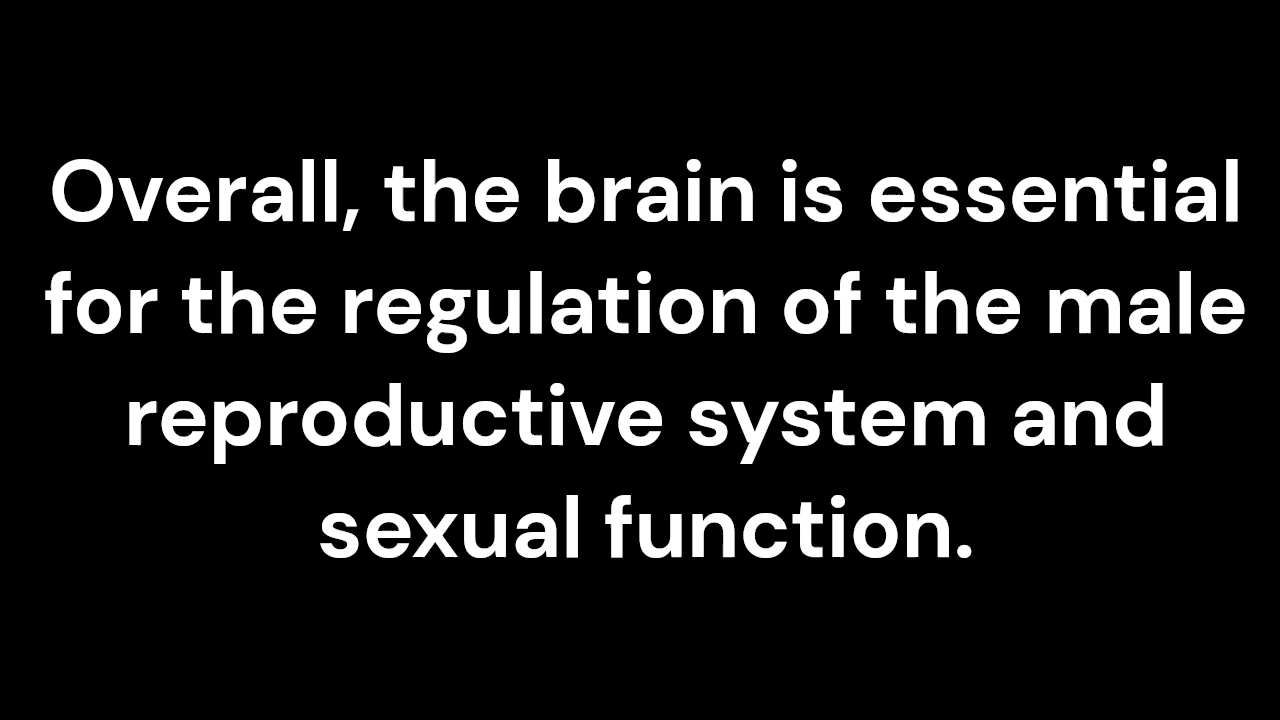 Overall, the brain is essential
for the regulation of the male
reproductive system and
sexual function.